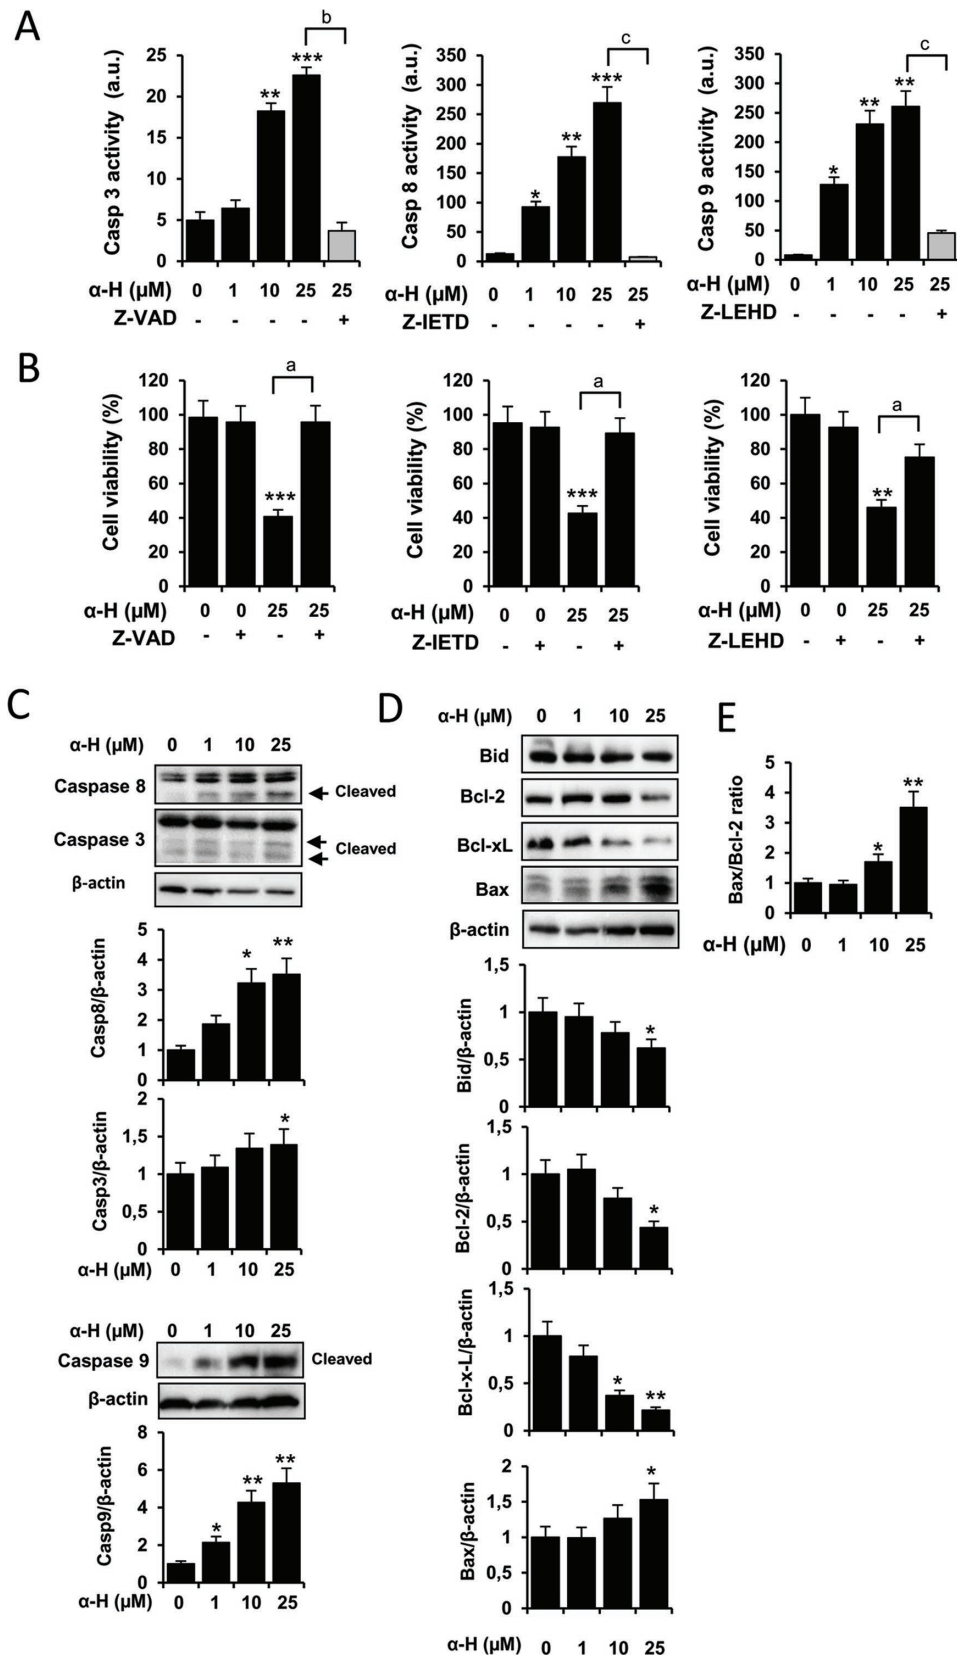 A
Casp 3 activity (a.u.)
25
20
15
10
5
0
** *** b
α-H (µM) 0 1 10 25 25
Z-VAD - - - - +
Casp 8 activity (a.u.)
350
300
250
200
150
100
50
0
* ** *** c
α-H (µM) 0 1 10 25 25
Z-IETD - - - - +
Casp 9 activity (a.u.)
350
300
250
200
150
100
50
0
* ** ** c
α-H (µM) 0 1 10 25 25
Z-LEHD - - - - +
B
Cell viability (%)
120
100
80
60
40
20
0
*** a
α-H (µM) 0 0 25 25
Z-VAD - + - +
Cell viability (%)
120
100
80
60
40
20
0
*** a
α-H (µM) 0 0 25 25
Z-IETD - + - +
Cell viability (%)
120
100
80
60
40
20
0
** a
α-H (µM) 0 0 25 25
Z-LEHD - + - +
C
α-H (µM) 0 1 10 25
Caspase 8 Cleaved
Caspase 3 Cleaved
β-actin
Casp8/β-actin
5
4
3
2
1
0
* **
Casp3/β-actin
2
1,5
1
0,5
0
*
α-H (µM) 0 1 10 25
α-H (µM) 0 1 10 25
Caspase 9 Cleaved
β-actin
Casp9/β-actin
8
6
4
2
0
* ** **
α-H (µM) 0 1 10 25
D
α-H (µM) 0 1 10 25
Bid
Bcl-2
Bcl-xL
Bax
β-actin
Bid/β-actin
1,5
1
0,5
0
*
Bcl-2/β-actin
1,5
1
0,5
0
*
Bcl-x-L/β-actin
1,5
1
0,5
0
* **
Bax/β-actin
2
1,5
1
0,5
0
*
α-H (µM) 0 1 10 25
E
Bax/Bcl-2 ratio
5
4
3
2
1
0
* **
α-H (µM) 0 1 10 25